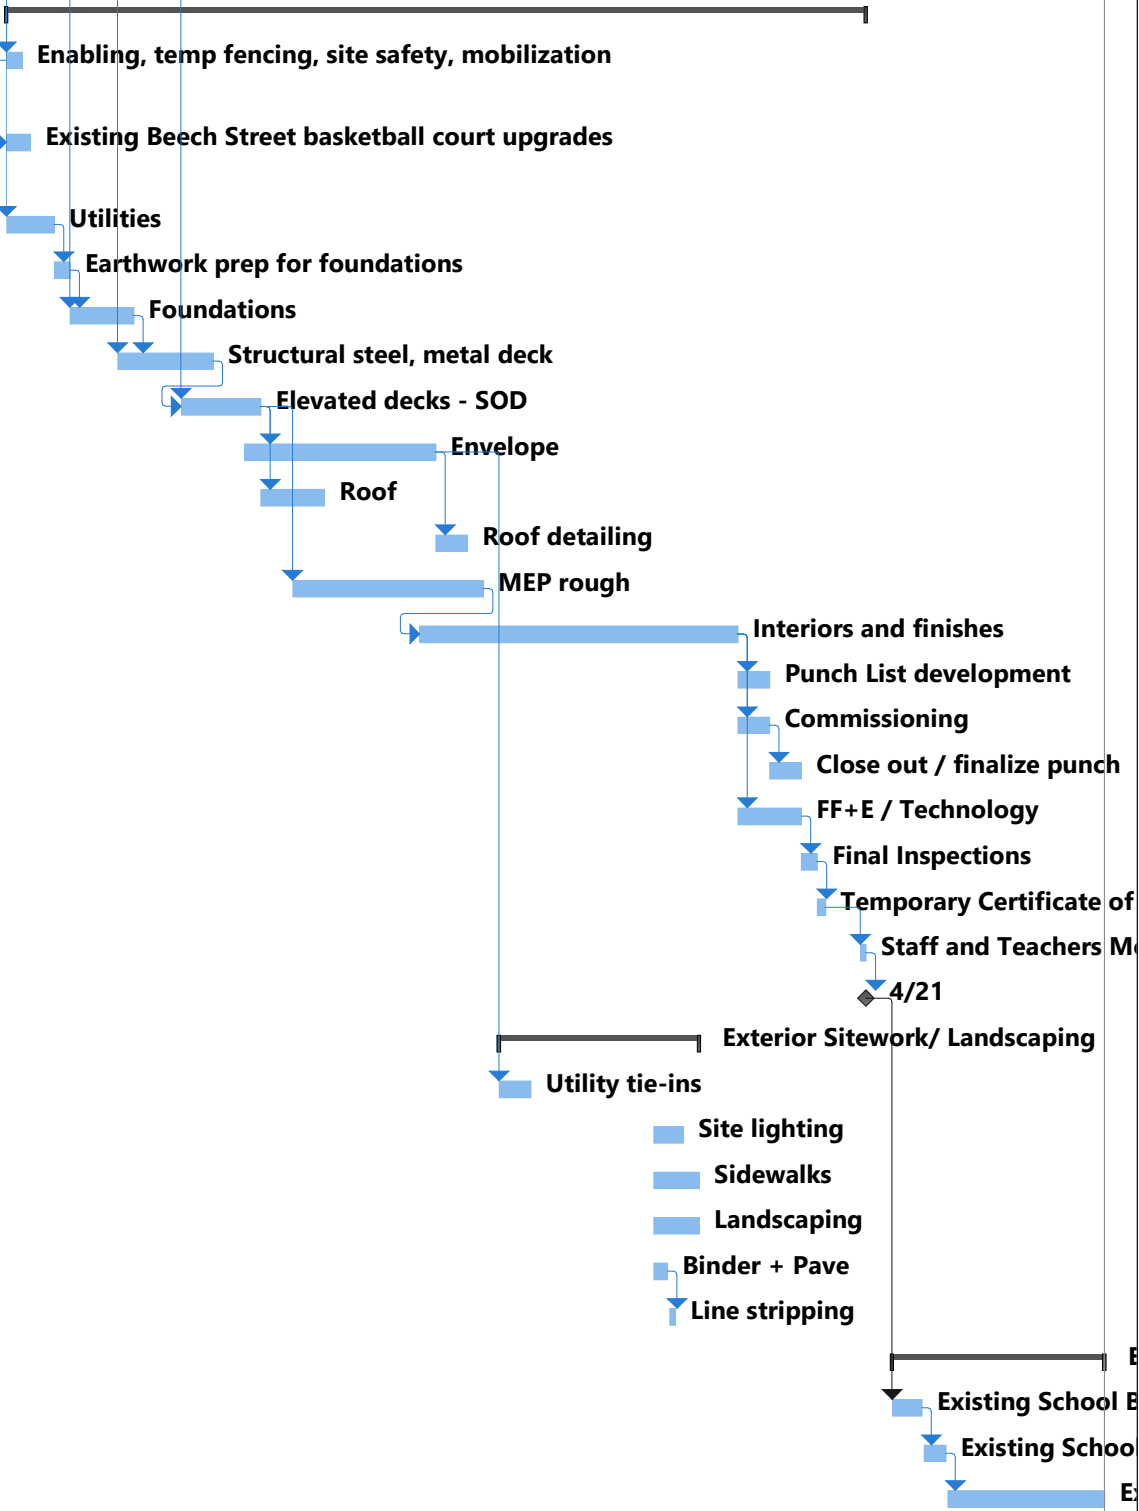 Enabling, temp fencing, site safety, mobilization
Existing Beech Street basketball court upgrades
Utilities
Earthwork prep for foundations
Foundations
Structural steel, metal deck
Elevated decks - SOD
Envelope
Roof
Roof detailing
MEP rough
Interiors and finishes
Punch List development
Commissioning
Close out / finalize punch
FF+E / Technology
Final Inspections
Temporary Certificate of
Staff and Teachers
4/21
Exterior Sitework/ Landscaping
Utility tie-ins
Site lighting
Sidewalks
Landscaping
Binder + Pave
Line stripping
Existing School
Existing